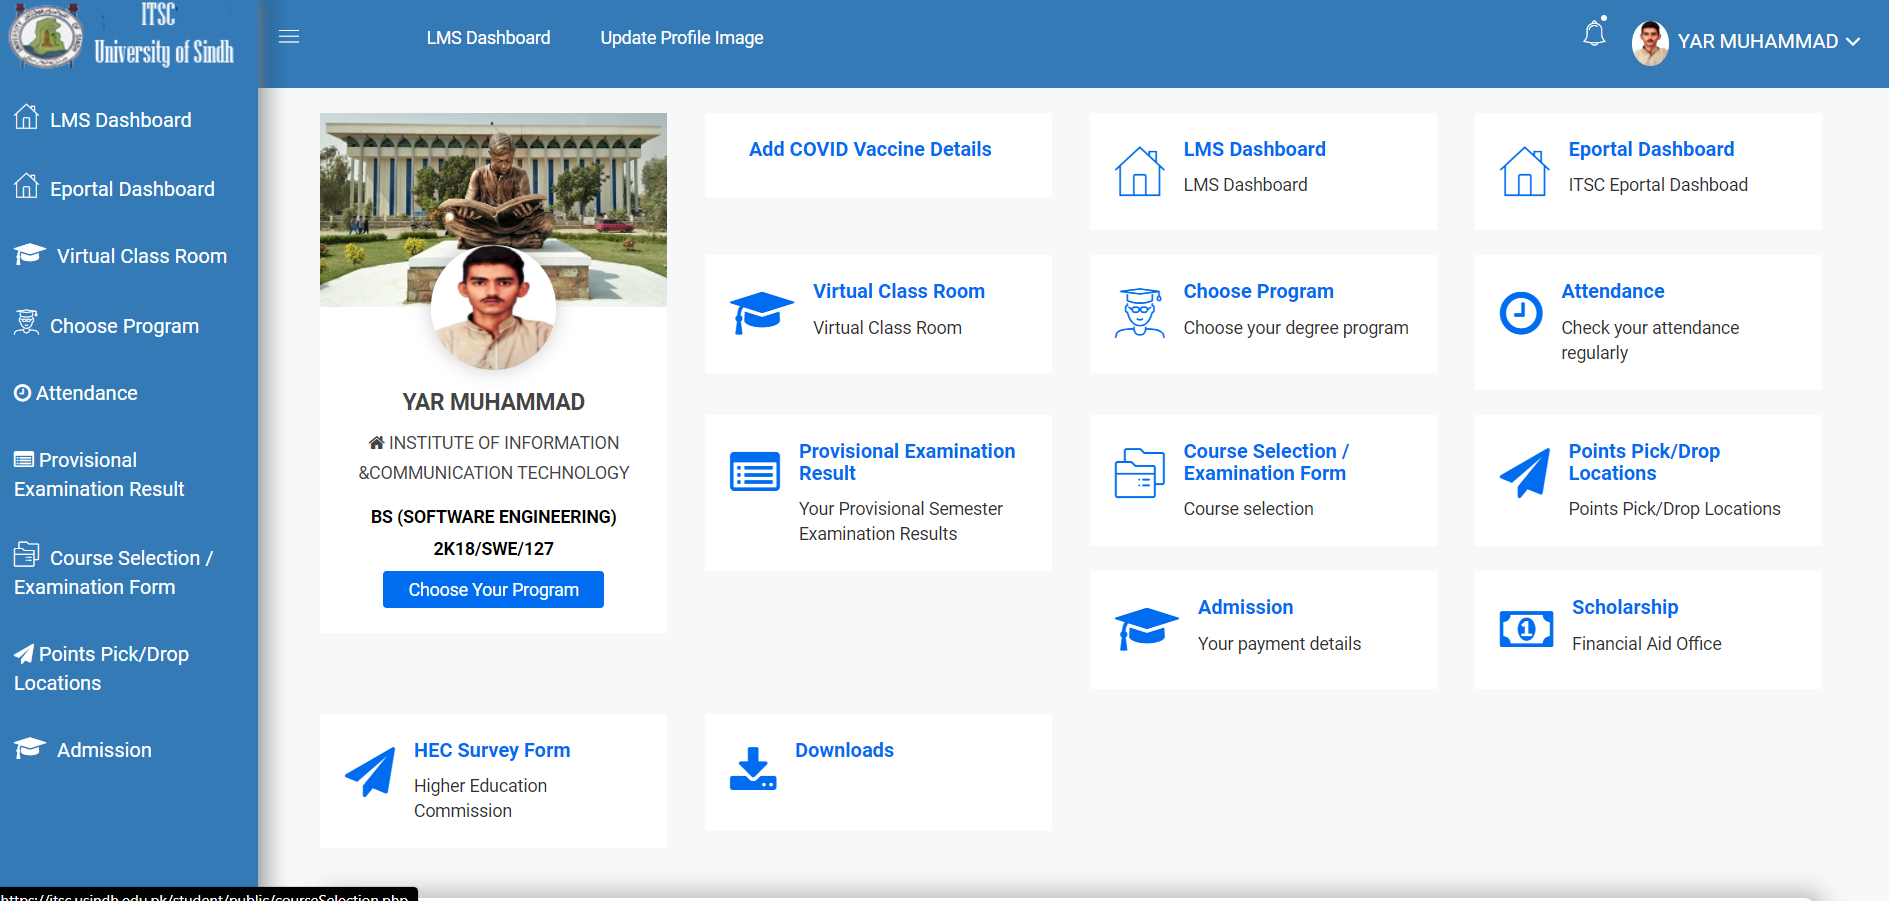 ITSC
University of Sindh
LMS Dashboard
Update Profile Image
YAR MUHAMMAD
LMS Dashboard
Eportal Dashboard
Virtual Class Room
Choose Program
Attendance
Provisional
Examination Result
Course Selection /
Examination Form
Points Pick/Drop
Locations
Admission
YAR MUHAMMAD
INSTITUTE OF INFORMATION
&COMMUNICATION TECHNOLOGY
BS (SOFTWARE ENGINEERING)
2K18/SWE/127
Choose Your Program
Add COVID Vaccine Details
LMS Dashboard
LMS Dashboard
Eportal Dashboard
ITSC Eportal Dashboad
Virtual Class Room
Virtual Class Room
Choose Program
Choose your degree program
Attendance
Check your attendance
regularly
Provisional Examination
Result
Your Provisional Semester
Examination Results
Course Selection /
Examination Form
Course selection
Points Pick/Drop
Locations
Points Pick/Drop Locations
Admission
Your payment details
Scholarship
Financial Aid Office
HEC Survey Form
Higher Education
Commission
Downloads
https://itsc.usindh.edu.pk/student/public/courseSelection.php